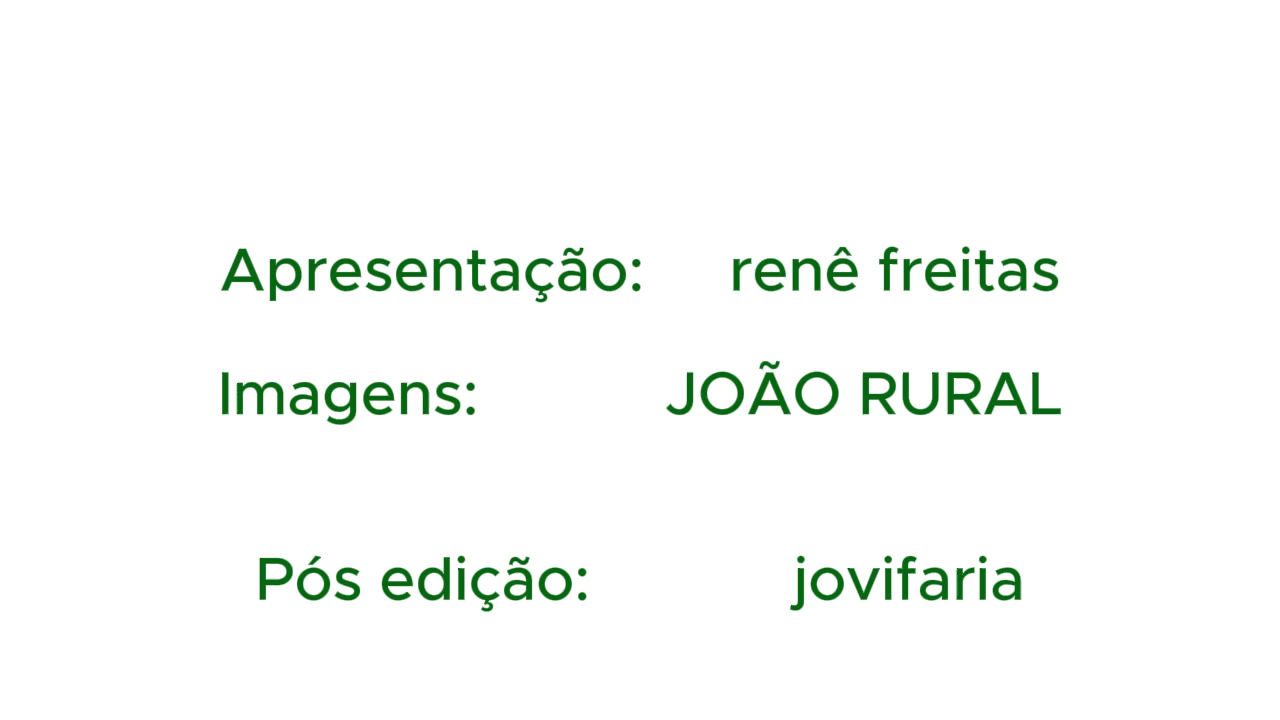 Apresentação: renê freitas
Imagens: JOÃO RURAL
Pós edição: jovifaria